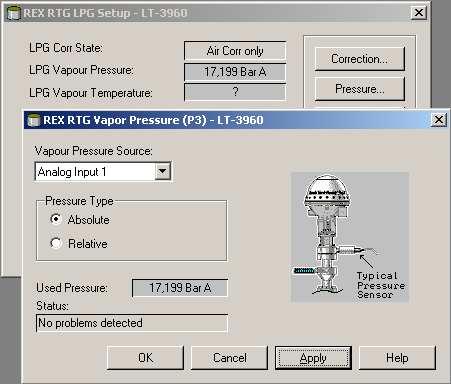 REX RTG LPG Setup - LT-3960
LPG Corr State: Air Corr only
LPG Vapour Pressure: 17,199 Bar A
LPG Vapour Temperature: ?
Correction...
Pressure...
REX RTG Vapor Pressure (P3) - LT-3960
Vapour Pressure Source:
Analog Input 1
Pressure Type
Absolute
Relative
Typical
Pressure
Sensor
Used Pressure: 17,199 Bar A
Status:
No problems detected
OK Cancel Apply Help